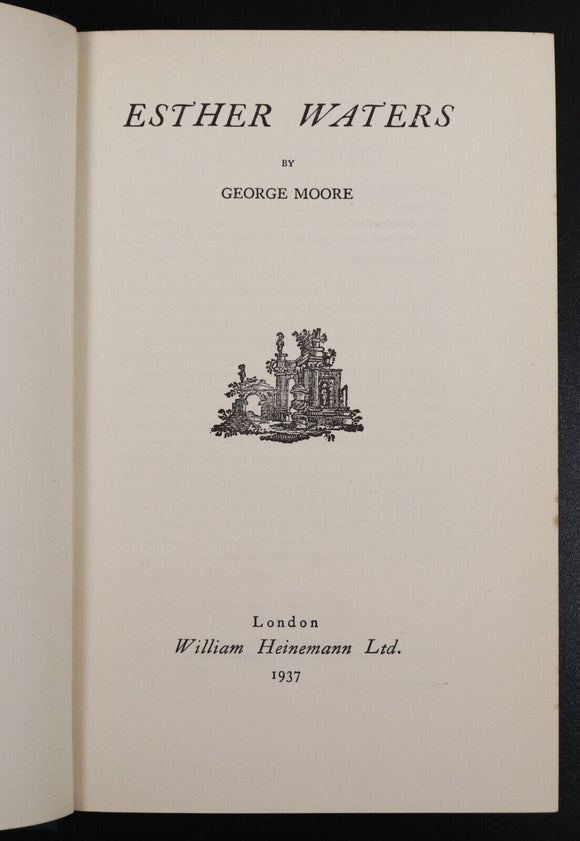 ESTHER WATERS
BY
GEORGE MOORE
London
William Heinemann Ltd.
1937